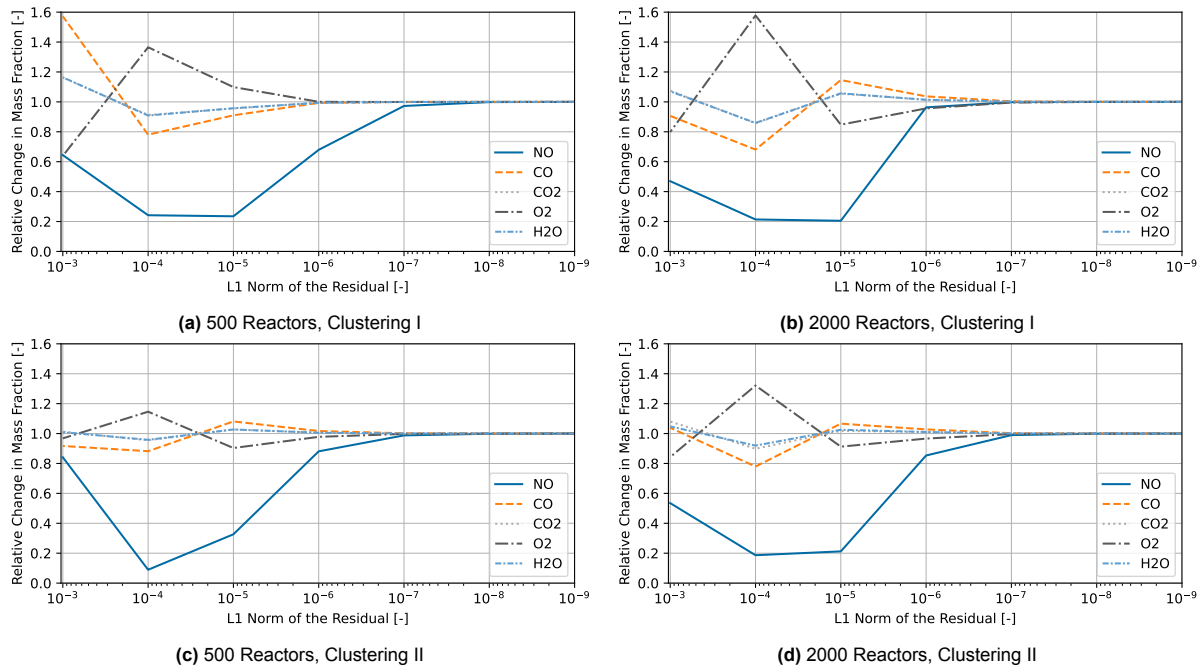 Relative Change in Mass Fraction [-]
1.6
1.4
1.2
1.0
0.8
0.6
0.4
0.2
0.0
NO
CO
CO2
O2
H2O
10⁻³ 10⁻⁴ 10⁻⁵ 10⁻⁶ 10⁻⁷ 10⁻⁸ 10⁻⁹
L1 Norm of the Residual [-]
(a) 500 Reactors, Clustering I
Relative Change in Mass Fraction [-]
1.6
1.4
1.2
1.0
0.8
0.6
0.4
0.2
0.0
NO
CO
CO2
O2
H2O
10⁻³ 10⁻⁴ 10⁻⁵ 10⁻⁶ 10⁻⁷ 10⁻⁸ 10⁻⁹
L1 Norm of the Residual [-]
(b) 2000 Reactors, Clustering I
Relative Change in Mass Fraction [-]
1.6
1.4
1.2
1.0
0.8
0.6
0.4
0.2
0.0
NO
CO
CO2
O2
H2O
10⁻³ 10⁻⁴ 10⁻⁵ 10⁻⁶ 10⁻⁷ 10⁻⁸ 10⁻⁹
L1 Norm of the Residual [-]
(c) 500 Reactors, Clustering II
Relative Change in Mass Fraction [-]
1.6
1.4
1.2
1.0
0.8
0.6
0.4
0.2
0.0
NO
CO
CO2
O2
H2O
10⁻³ 10⁻⁴ 10⁻⁵ 10⁻⁶ 10⁻⁷ 10⁻⁸ 10⁻⁹
L1 Norm of the Residual [-]
(d) 2000 Reactors, Clustering II